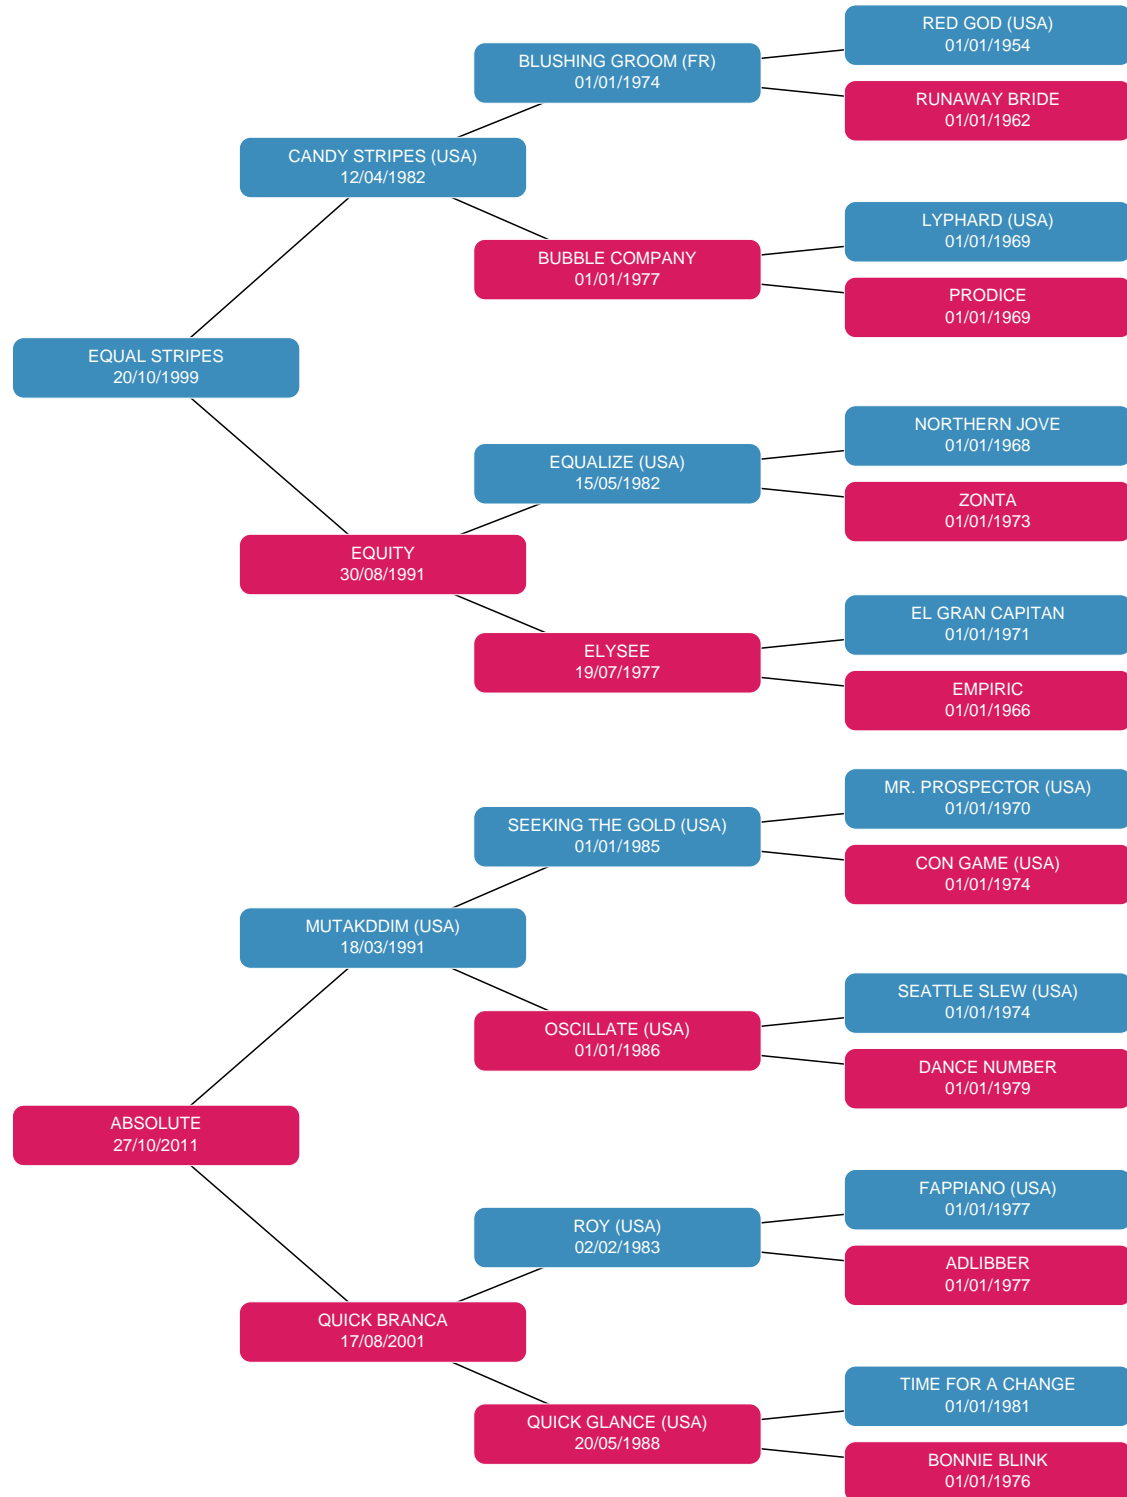 RED GOD (USA)
01/01/1954
BLUSHING GROOM (FR)
01/01/1974
RUNAWAY BRIDE
01/01/1962
CANDY STRIPES (USA)
12/04/1982
LYPHARD (USA)
01/01/1969
BUBBLE COMPANY
01/01/1977
PRODICE
01/01/1969
EQUAL STRIPES
20/10/1999
NORTHERN JOVE
01/01/1968
EQUALIZE (USA)
15/05/1982
ZONTA
01/01/1973
EQUITY
30/08/1991
EL GRAN CAPITAN
01/01/1971
ELYSEE
19/07/1977
EMPIRIC
01/01/1966
MR. PROSPECTOR (USA)
01/01/1970
SEEKING THE GOLD (USA)
01/01/1985
CON GAME (USA)
01/01/1974
MUTAKDDIM (USA)
18/03/1991
SEATTLE SLEW (USA)
01/01/1974
OSCILLATE (USA)
01/01/1986
DANCE NUMBER
01/01/1979
ABSOLUTE
27/10/2011
FAPPIANO (USA)
01/01/1977
ROY (USA)
02/02/1983
ADLIBBER
01/01/1977
QUICK BRANCA
17/08/2001
TIME FOR A CHANGE
01/01/1981
QUICK GLANCE (USA)
20/05/1988
BONNIE BLINK
01/01/1976